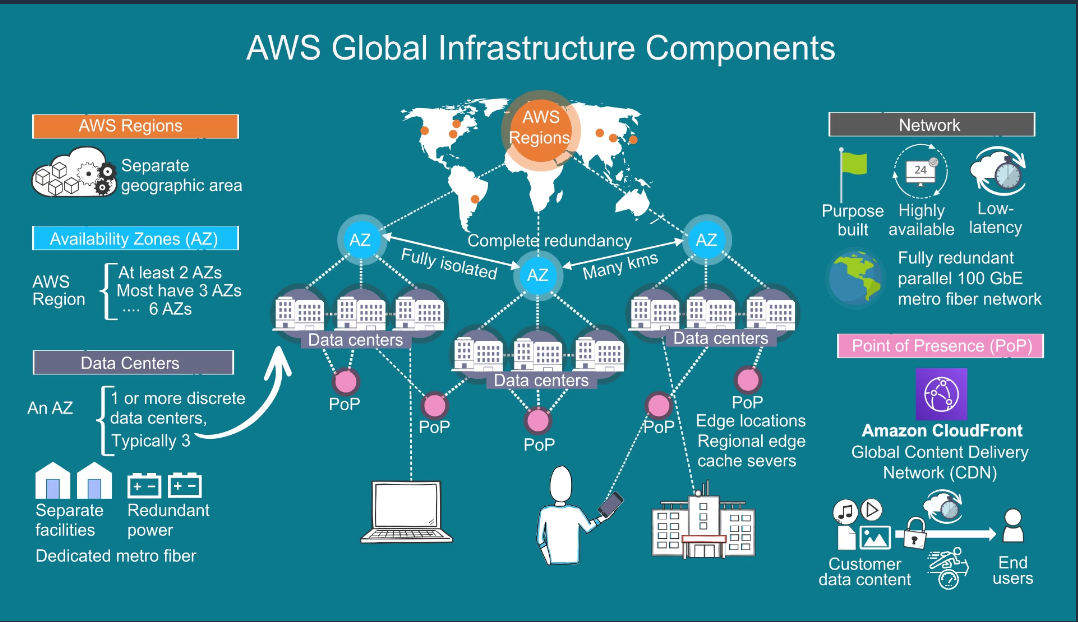 AWS Global Infrastructure Components
AWS Regions
Separate
geographic area
Availability Zones (AZ)
AWS
Region
At least 2 AZs
Most have 3 AZs
.... 6 AZs
Data Centers
An AZ
1 or more discrete
data centers,
Typically 3
Separate
facilities
Redundant
power
Dedicated metro fiber
AWS
Regions
AZ
AZ
AZ
Complete redundancy
Fully isolated
Many kms
Data centers
Data centers
Data centers
PoP
PoP
PoP
PoP
PoP
Edge locations
Regional edge
cache severs
Network
24
Purpose
built
Highly
available
Low-
latency
Fully redundant
parallel 100 GbE
metro fiber network
Point of Presence (PoP)
Amazon CloudFront
Global Content Delivery
Network (CDN)
Customer
data content
End
users